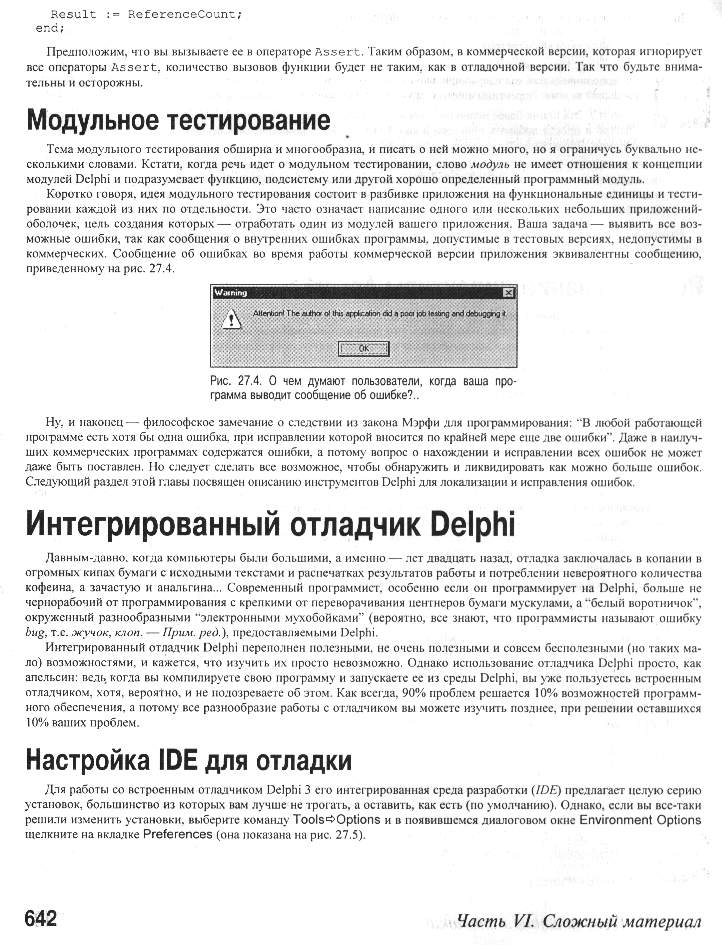 Result := ReferenceCount;
end;
Предположим, что вы вызываете ее в операторе Assert. Таким образом, в коммерческой версии, которая игнорирует
все операторы Assert, количество вызовов функции будет не таким, как в отладочной версии. Так что будьте внима-
тельны и осторожны.
Модульное тестирование
Тема модульного тестирования обширна и многообразна, и писать о ней можно много, но я ограничусь буквально не-
сколькими словами. Кстати, когда речь идет о модульном тестировании, слово модуль не имеет отношения к концепции
модулей Delphi и подразумевает функцию, подсистему или другой хорошо определенный программный модуль.
Коротко говоря, идея модульного тестирования состоит в разбивке приложения на функциональные единицы и тести-
ровании каждой из них по отдельности. Это часто означает написание одного или нескольких небольших приложений-
оболочек, цель создания которых — отработать один из модулей вашего приложения. Ваша задача — выявить все воз-
можные ошибки, так как сообщения о внутренних ошибках программы, допустимые в тестовых версиях, недопустимы в
коммерческих. Сообщение об ошибках во время работы коммерческой версии приложения эквивалентны сообщению,
приведенному на рис. 27.4.
Warning
Attention! The author of this application did a poor job testing and debugging it.
OK
Рис. 27.4. О чем думают пользователи, когда ваша про-
грамма выводит сообщение об ошибке?..
Ну, и наконец — философское замечание о следствии из закона Мэрфи для программирования: “В любой работающей
программе есть хотя бы одна ошибка, при исправлении которой вносится по крайней мере еще две ошибки”. Даже в наилуч-
ших коммерческих программах содержатся ошибки, а потому вопрос о нахождении и исправлении всех ошибок не может
даже быть поставлен. Но следует сделать все возможное, чтобы обнаружить и ликвидировать как можно больше ошибок.
Следующий раздел этой главы посвящен описанию инструментов Delphi для локализации и исправления ошибок.
Интегрированный отладчик Delphi
Давным-давно, когда компьютеры были большими, а именно — лет двадцать назад, отладка заключалась в копании в
огромных кипах бумаги с исходными текстами и распечатках результатов работы и потреблении невероятного количества
кофеина, а зачастую и анальгина... Современный программист, особенно если он программирует на Delphi, больше не
чернорабочий от программирования с крепкими от переворачивания центнеров бумаги мускулами, а “белый воротничок”,
окруженный разнообразными “электронными мухобойками” (вероятно, все знают, что программисты называют ошибку
bug, т.е. жучок, клоп. — Прим. ред.), предоставляемыми Delphi.
Интегрированный отладчик Delphi переполнен полезными, не очень полезными и совсем бесполезными (но таких ма-
ло) возможностями, и кажется, что изучить их просто невозможно. Однако использование отладчика Delphi просто, как
апельсин: ведь когда вы компилируете свою программу и запускаете ее из среды Delphi, вы уже пользуетесь встроенным
отладчиком, хотя, вероятно, и не подозреваете об этом. Как всегда, 90% проблем решается 10% возможностей программ-
ного обеспечения, а потому все разнообразие работы с отладчиком вы можете изучить позднее, при решении оставшихся
10% ваших проблем.
Настройка IDE для отладки
Для работы со встроенным отладчиком Delphi 3 его интегрированная среда разработки (IDE) предлагает целую серию
установок, большинство из которых вам лучше не трогать, а оставить, как есть (по умолчанию). Однако, если вы все-таки
решили изменить установки, выберите команду Tools⇨Options и в появившемся диалоговом окне Environment Options
щелкните на вкладке Preferences (она показана на рис. 27.5).
642
Часть VI. Сложный материал